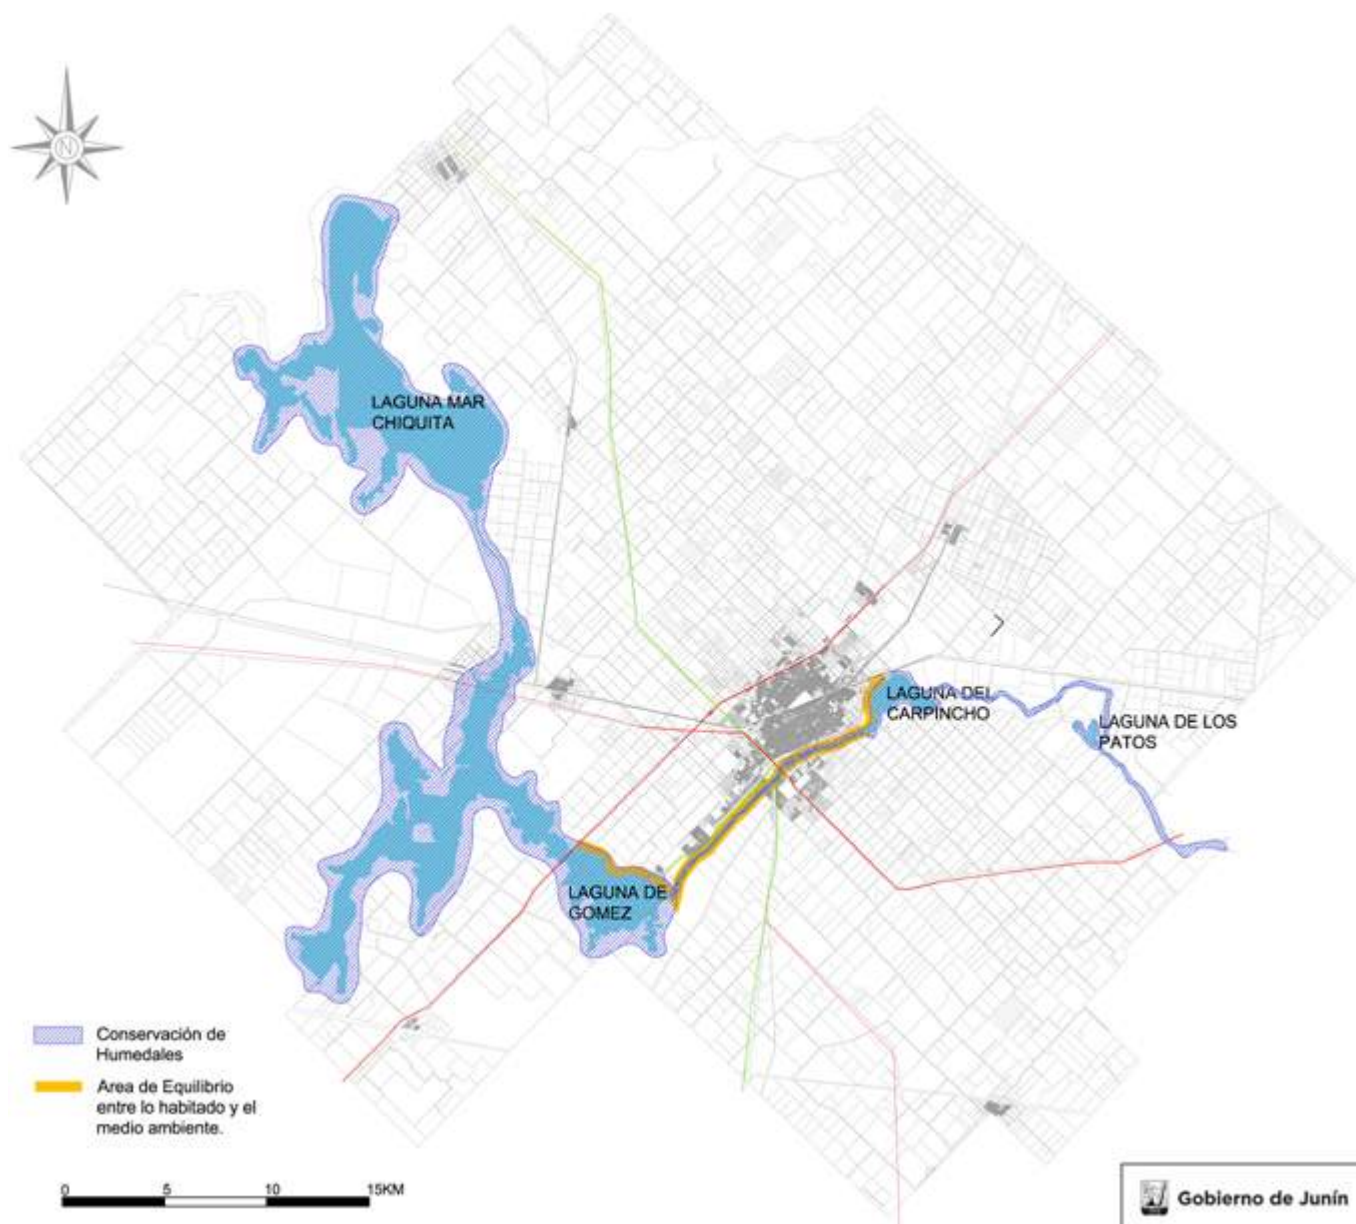 N
LAGUNA MAR
CHIQUITA
LAGUNA DEL
CARPINCHO
LAGUNA DE LOS
PATOS
LAGUNA DE
GOMEZ
Conservación de
Humedales
Area de Equilibrio
entre lo habitado y el
medio ambiente.
0 5 10 15KM
Gobierno de Junín